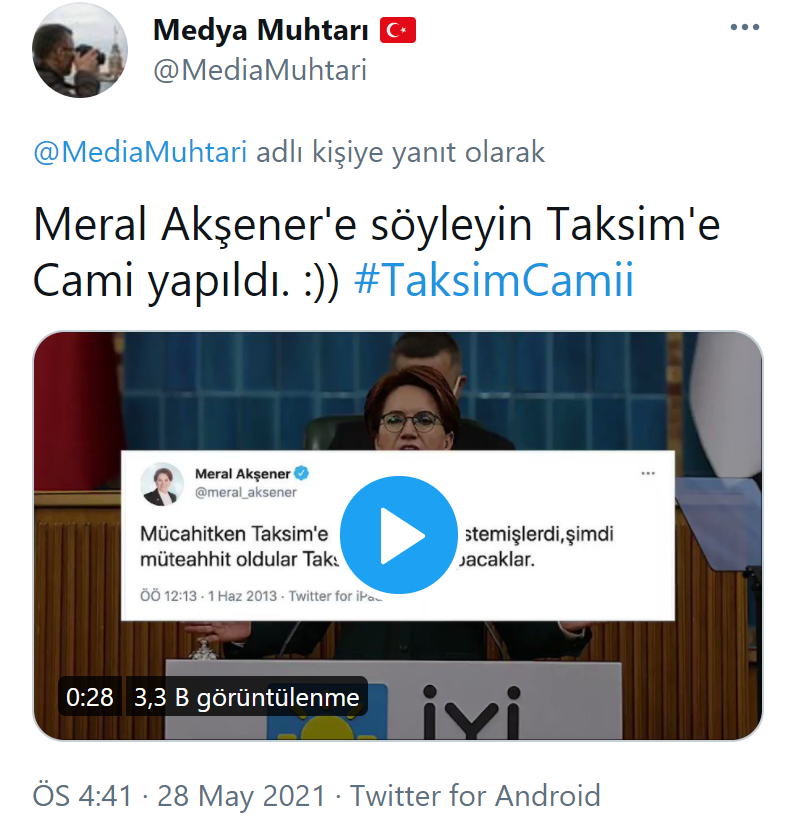 Medya Muhtarı
@MediaMuhtari
@MediaMuhtari adlı kişiye yanıt olarak
Meral Akşener'e söyleyin Taksim'e
Cami yapıldı. :)) #TaksimCamii
Meral Akşener
@meral_aksener
Mücahitken Taksim'e stemişlerdi,şimdi
müteahhit oldular pacaklar.
ÖÖ 12:13 · 1 Haz 2013 · Twitter for
0:28 3,3 B görüntülenme
iYi
ÖS 4:41 · 28 May 2021 · Twitter for Android